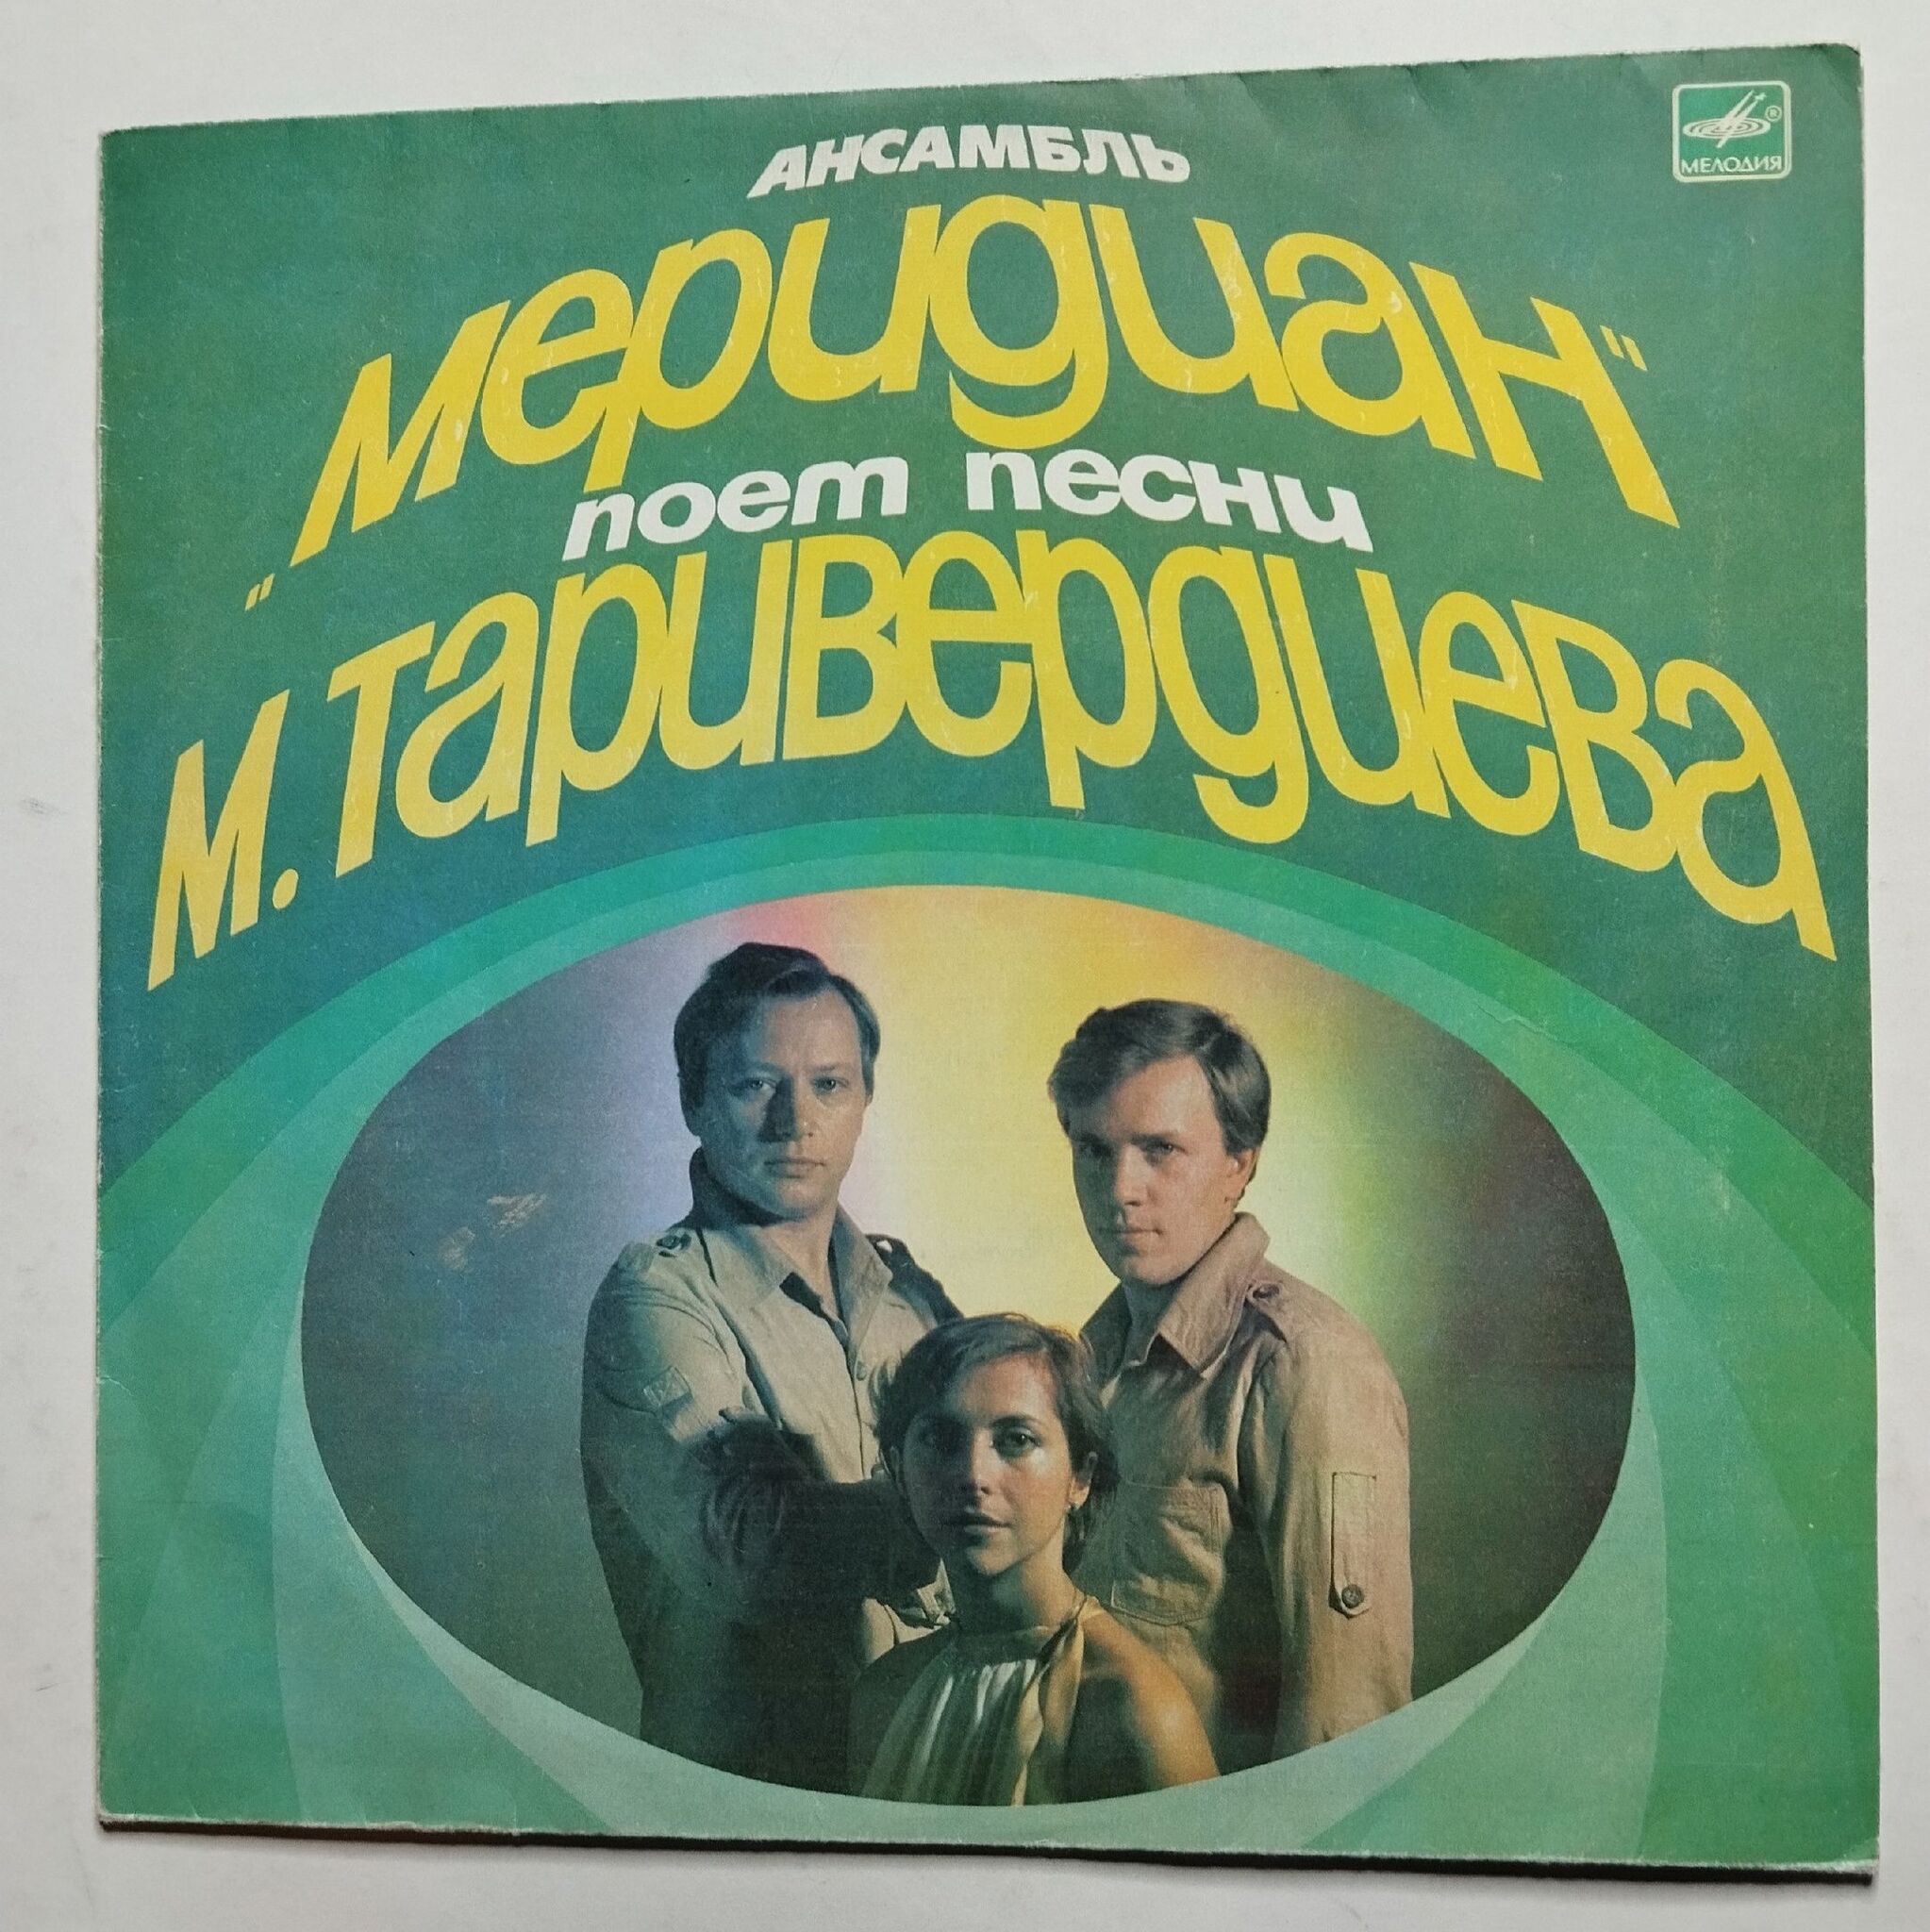 АНСАМБЛЬ
"Меридиан"
поет песни
М. Таривердиева
МЕЛОДИЯ
®